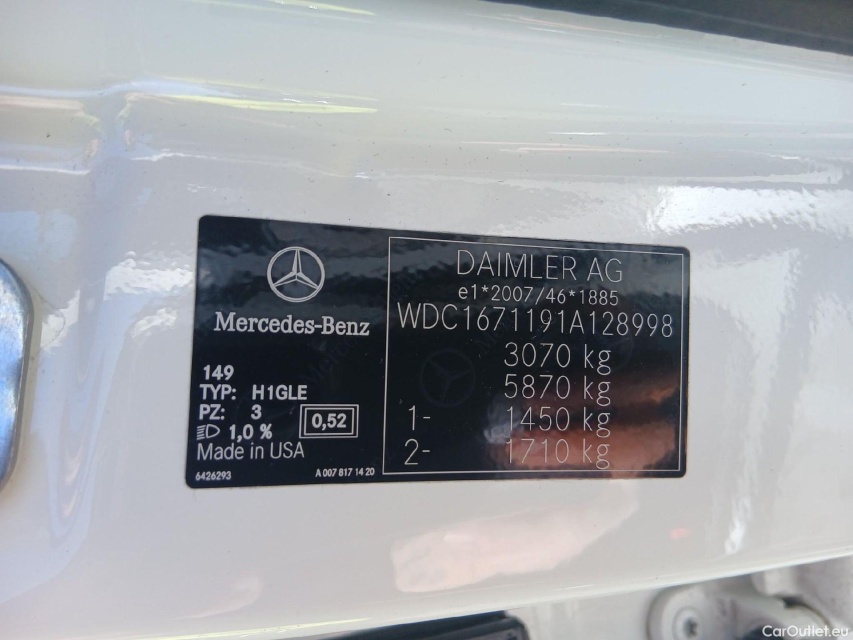 Mercedes-Benz
149
TYP: H1GLE
PZ: 3
0,52
1,0 %
Made in USA
6426293
A 007 817 14 20
DAIMLER AG
e1*2007/46*1885
WDC1671191A128998
3070 kg
5870 kg
1- 1450 kg
2- 1710 kg
CarOutlet.eu